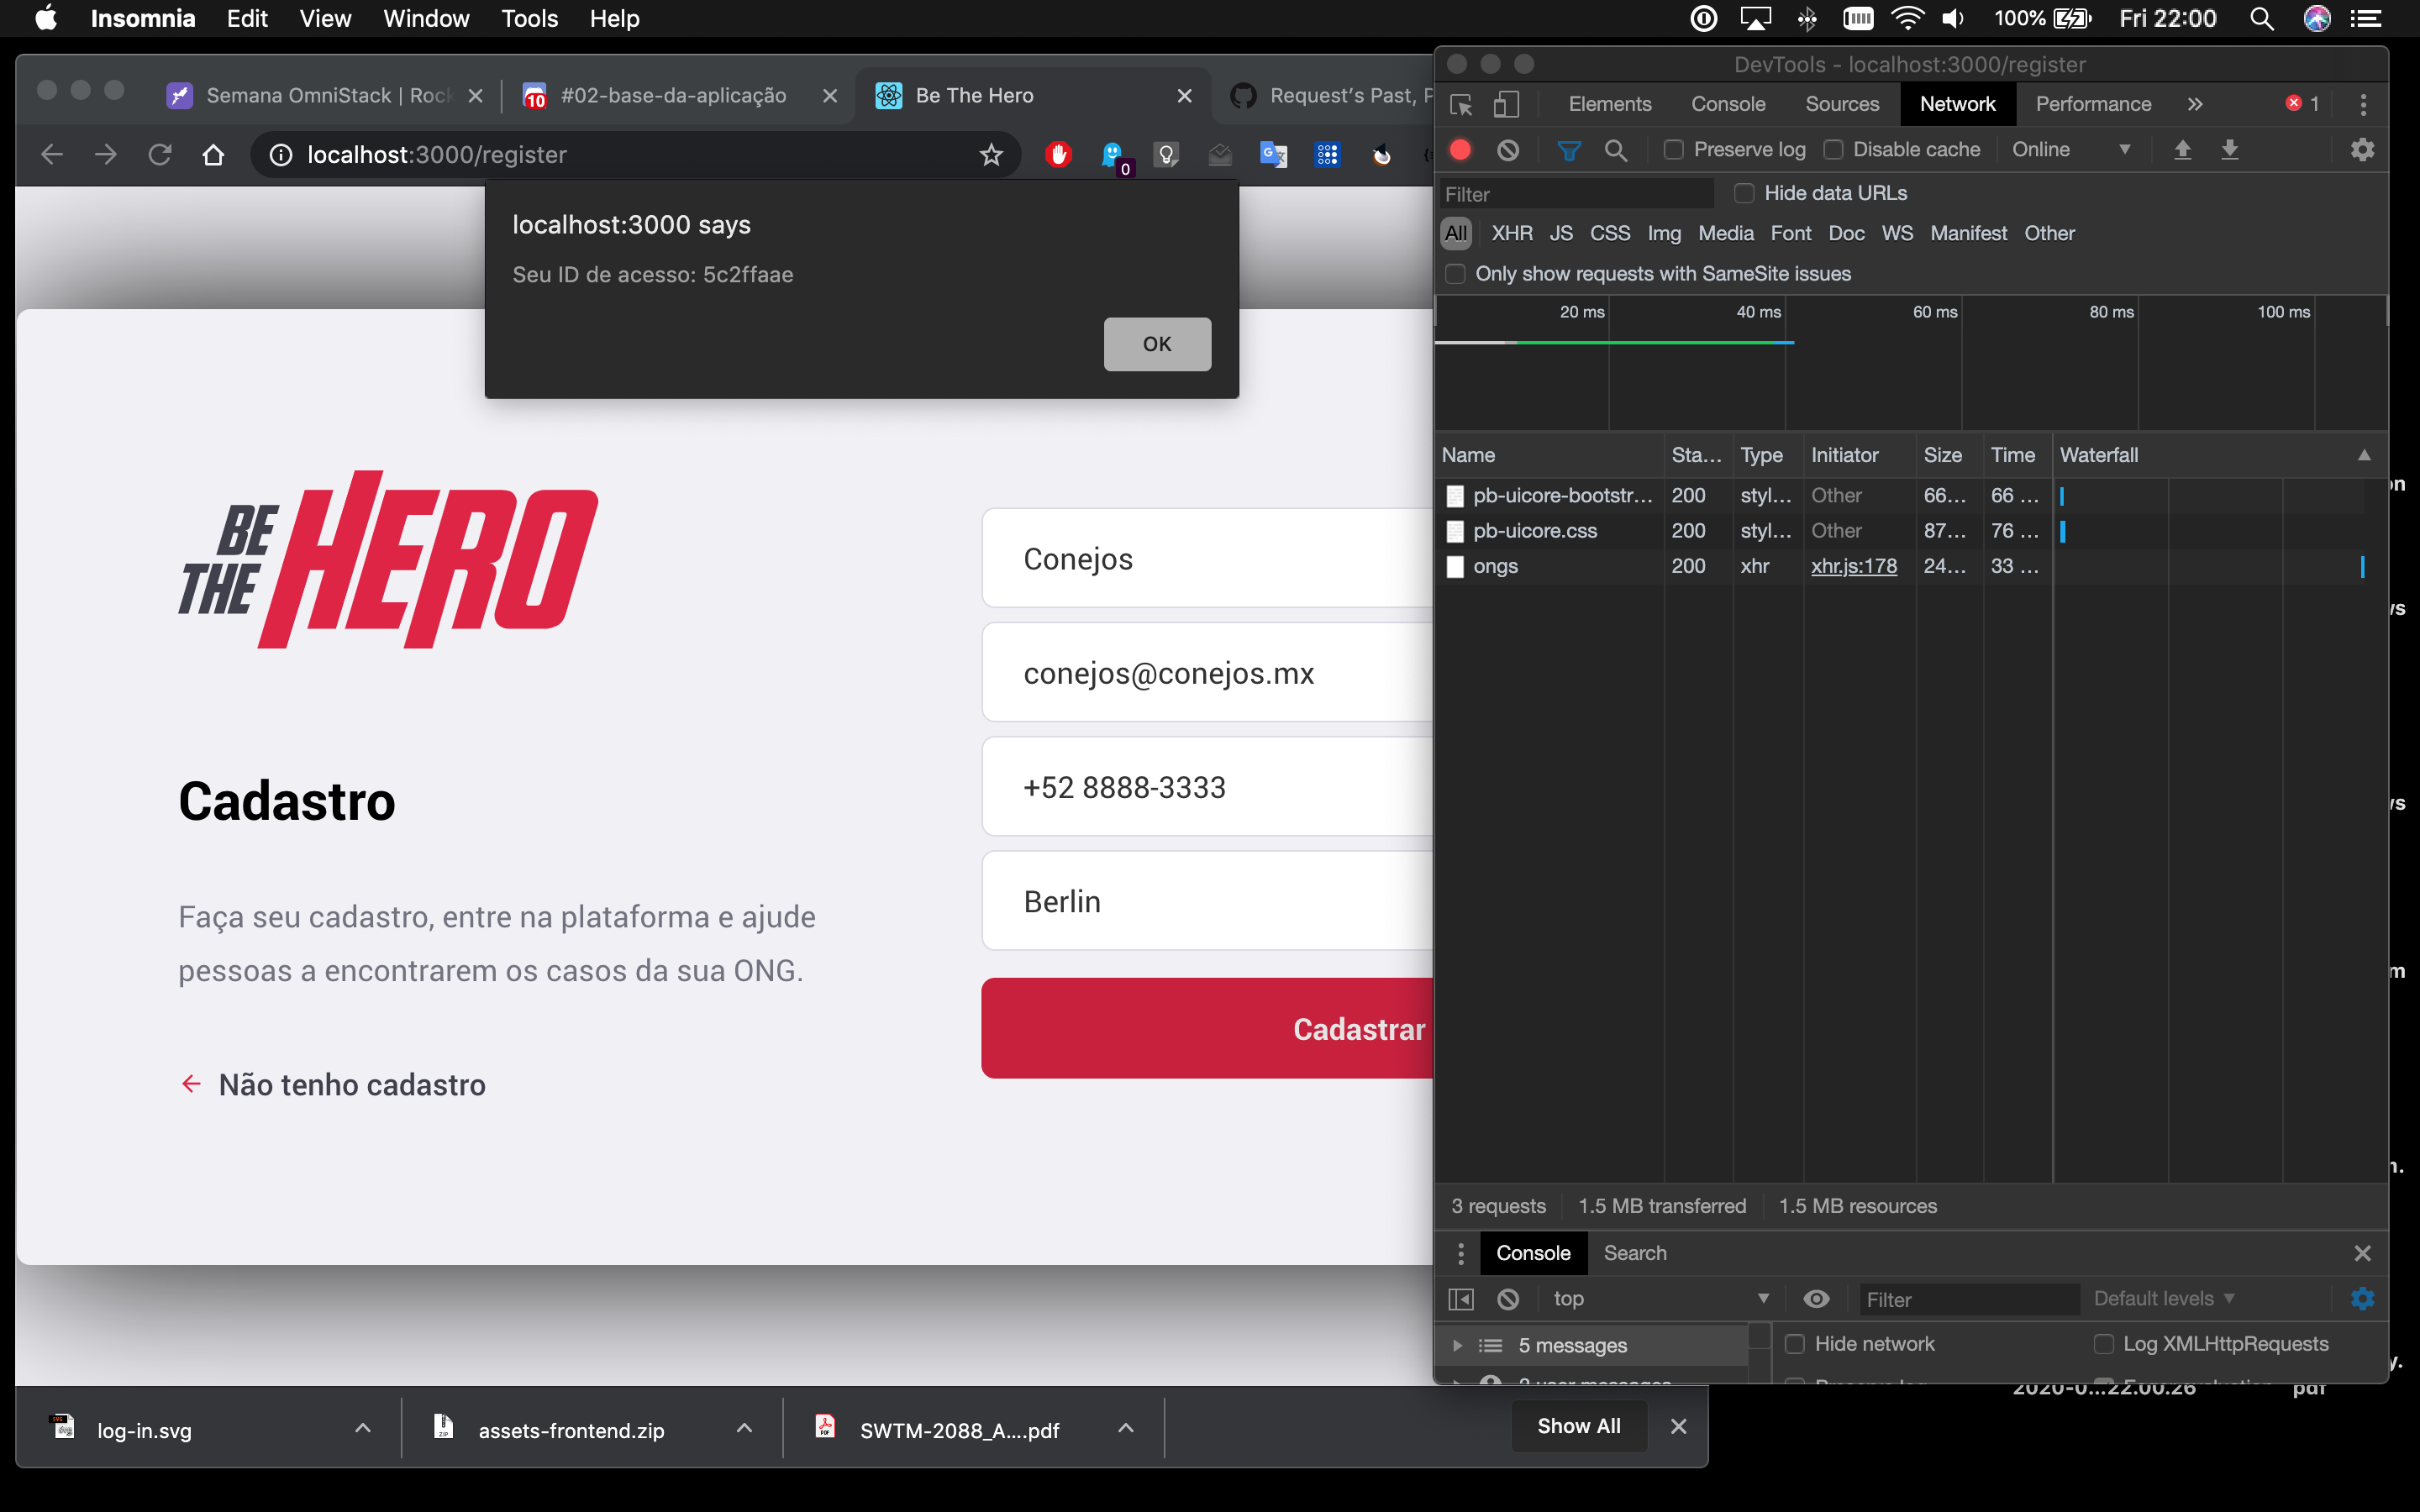 Insomnia Edit View Window Tools Help
100% Fri 22:00
Semana OmniStack | Rock
10 #02-base-da-aplicação
Be The Hero
Request's Past, P
localhost:3000/register
0
localhost:3000 says
Seu ID de acesso: 5c2ffaae
OK
BE THE HERO
Cadastro
Faça seu cadastro, entre na plataforma e ajude
pessoas a encontrarem os casos da sua ONG.
Não tenho cadastro
Conejos
conejos@conejos.mx
+52 8888-3333
Berlin
Cadastrar
log-in.svg
assets-frontend.zip
SWTM-2088_A....pdf
Show All
DevTools - localhost:3000/register
Elements Console Sources Network Performance » 1
Preserve log Disable cache Online
Filter Hide data URLs
All XHR JS CSS Img Media Font Doc WS Manifest Other
Only show requests with SameSite issues
20 ms 40 ms 60 ms 80 ms 100 ms
Name Sta... Type Initiator Size Time Waterfall
pb-uicore-bootstr... 200 styl... Other 66... 66 ...
pb-uicore.css 200 styl... Other 87... 76 ...
ongs 200 xhr xhr.js:178 24... 33 ...
3 requests 1.5 MB transferred 1.5 MB resources
Console Search
top Filter Default levels
5 messages Hide network Log XMLHttpRequests